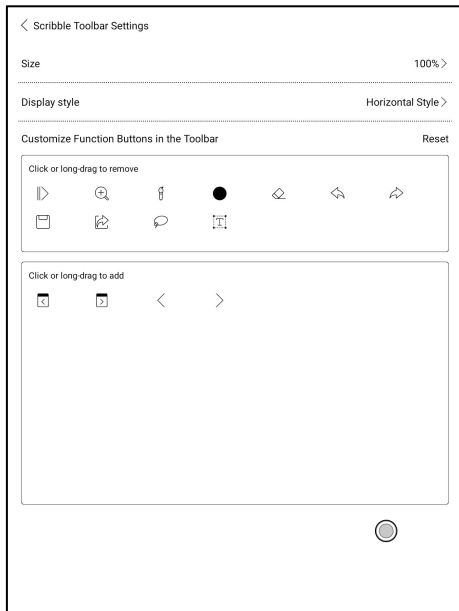 Scribble Toolbar Settings
Size 100%
Display style Horizontal Style
Customize Function Buttons in the Toolbar Reset
Click or long-drag to remove
T
Click or long-drag to add